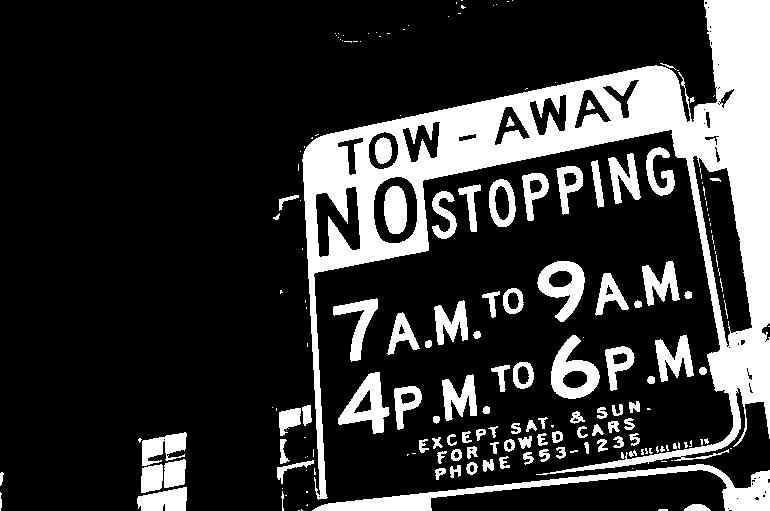 TOW - AWAY
NO STOPPING
7 A.M. TO 9 A.M.
4 P.M. TO 6 P.M.
EXCEPT SAT. & SUN.
FOR TOWED CARS
PHONE 553-1235